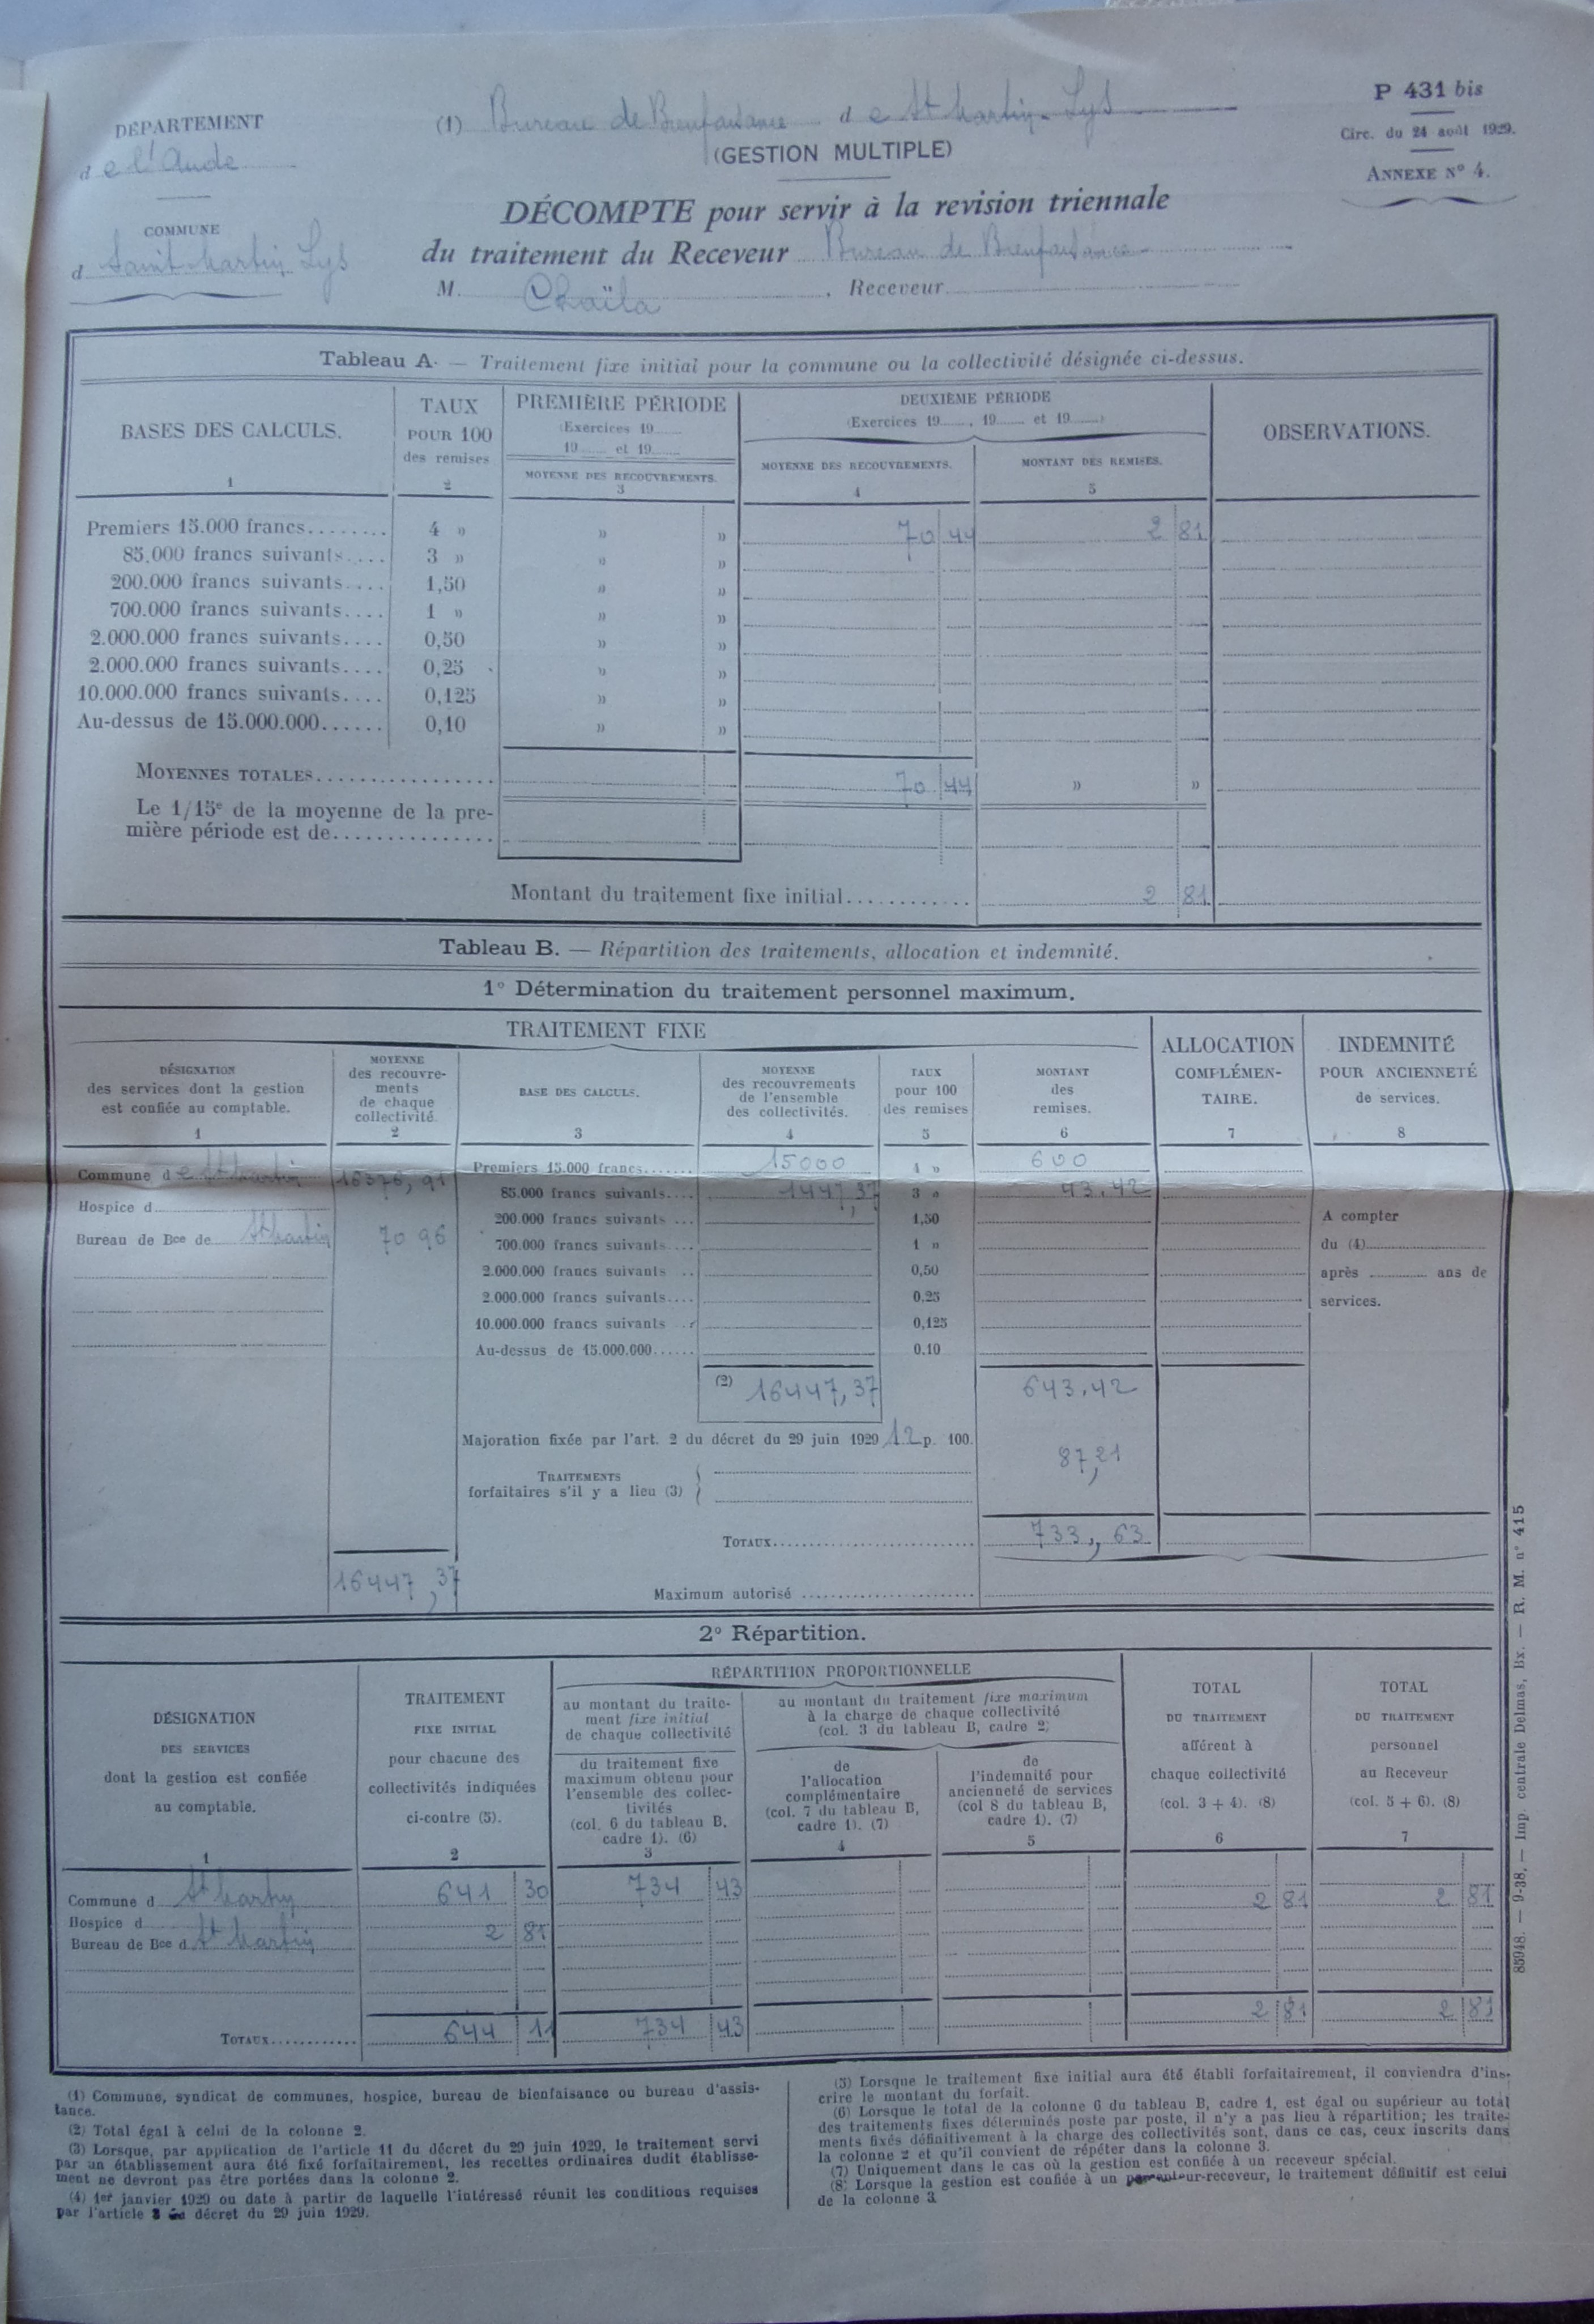 P 431 bis
Circ. du 24 août 1929.
ANNEXE N° 4.
DÉPARTEMENT
de l'Aude
COMMUNE
d Saint Martin Lys
(1) Bureau de Bienfaisance de St Martin-Lys
(GESTION MULTIPLE)
DÉCOMPTE pour servir à la revision triennale
du traitement du Receveur Bureau de Bienfaisance
M. Chaïla, Receveur
Tableau A. — Traitement fixe initial pour la commune ou la collectivité désignée ci-dessus.
BASES DES CALCULS.
1
TAUX
POUR 100
des remises
2
PREMIÈRE PÉRIODE
(Exercices 19
19 et 19
MOYENNE DES RECOUVREMENTS.
3
DEUXIÈME PÉRIODE
(Exercices 19 , 19 et 19 )
MOYENNE DES RECOUVREMENTS.
4
MONTANT DES REMISES.
5
OBSERVATIONS.
Premiers 15.000 francs........ 4 » » » 70 44 2 81
85.000 francs suivants.... 3 » » »
200.000 francs suivants.... 1,50 » »
700.000 francs suivants.... 1 » » »
2.000.000 francs suivants.... 0,50 » »
2.000.000 francs suivants.... 0,25 » »
10.000.000 francs suivants.... 0,125 » »
Au-dessus de 15.000.000...... 0,10 » »
MOYENNES TOTALES................ 70 44 » »
Le 1/15e de la moyenne de la pre-
mière période est de...............
Montant du traitement fixe initial............ 2 81
Tableau B. — Répartition des traitements, allocation et indemnité.
1° Détermination du traitement personnel maximum.
TRAITEMENT FIXE
DÉSIGNATION
des services dont la gestion
est confiée au comptable.
1
MOYENNE
des recouvre-
ments
de chaque
collectivité.
2
BASE DES CALCULS.
3
MOYENNE
des recouvrements
de l'ensemble
des collectivités.
4
TAUX
pour 100
des remises
5
MONTANT
des
remises.
6
ALLOCATION
COMPLÉMEN-
TAIRE.
7
INDEMNITÉ
POUR ANCIENNETÉ
de services.
8
Commune de St Martin 16376,91 Premiers 15.000 francs....... 15000 4 » 600
85.000 francs suivants.... 1447,37 3 » 43.42
Hospice d
200.000 francs suivants ... 1,50
A compter
Bureau de Bce de St Martin 70 96
700.000 francs suivants.... 1 »
du (4)
2.000.000 francs suivants .. 0,50
après ans de
2.000.000 francs suivants.... 0.25
services.
10.000.000 francs suivants .. 0,125
Au-dessus de 15.000.000...... 0.10
(2) 16447,37 643.42
Majoration fixée par l'art. 2 du décret du 29 juin 1929 12 p. 100.
87,21
TRAITEMENTS
forfaitaires s'il y a lieu (3)
TOTAUX......................... 733,63
16447,37
Maximum autorisé ......................
2° Répartition.
DÉSIGNATION
DES SERVICES
dont la gestion est confiée
au comptable.
1
TRAITEMENT
FIXE INITIAL
pour chacune des
collectivités indiquées
ci-contre (5).
2
RÉPARTITION PROPORTIONNELLE
au montant du traite-
ment fixe initial
de chaque collectivité
du traitement fixe
maximum obtenu pour
l'ensemble des collec-
tivités
(col. 6 du tableau B,
cadre 1). (6)
3
au montant du traitement fixe maximum
à la charge de chaque collectivité
(col. 3 du tableau B, cadre 2)
de
l'allocation
complémentaire
(col. 7 du tableau B,
cadre 1). (7)
4
de
l'indemnité pour
ancienneté de services
(col 8 du tableau B,
cadre 1). (7)
5
TOTAL
DU TRAITEMENT
afférent à
chaque collectivité
(col. 3 + 4). (8)
6
TOTAL
DU TRAITEMENT
personnel
au Receveur
(col. 5 + 6). (8)
7
Commune d St Martin 641 30 734 43 2 81 2 81
Hospice d
Bureau de Bce d St Martin 2 81
2 81 2 81
TOTAUX............ 644 11 734 43
(1) Commune, syndicat de communes, hospice, bureau de bienfaisance ou bureau d'assis-
tance.
(2) Total égal à celui de la colonne 2.
(3) Lorsque, par application de l'article 11 du décret du 29 juin 1929, le traitement servi
par un établissement aura été fixé forfaitairement, les recettes ordinaires dudit établisse-
ment ne devront pas être portées dans la colonne 2.
(4) 1er janvier 1929 ou date à partir de laquelle l'intéressé réunit les conditions requises
par l'article 3 du décret du 29 juin 1929.
(5) Lorsque le traitement fixe initial aura été établi forfaitairement, il conviendra d'ins-
crire le montant du forfait.
(6) Lorsque le total de la colonne 6 du tableau B, cadre 1, est égal ou supérieur au total
des traitements fixes déterminés poste par poste, il n'y a pas lieu à répartition; les traite-
ments fixés définitivement à la charge des collectivités sont, dans ce cas, ceux inscrits dans
la colonne 2 et qu'il convient de répéter dans la colonne 3.
(7) Uniquement dans le cas où la gestion est confiée à un receveur spécial.
(8) Lorsque la gestion est confiée à un percepteur-receveur, le traitement définitif est celui
de la colonne 3
85948. — 9-38. — Imp. centrale Delmas, Bx. — R. M. n° 415